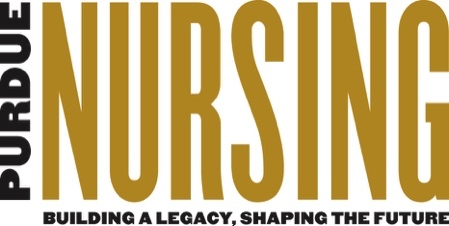 PURDUE
NURSING
BUILDING A LEGACY, SHAPING THE FUTURE